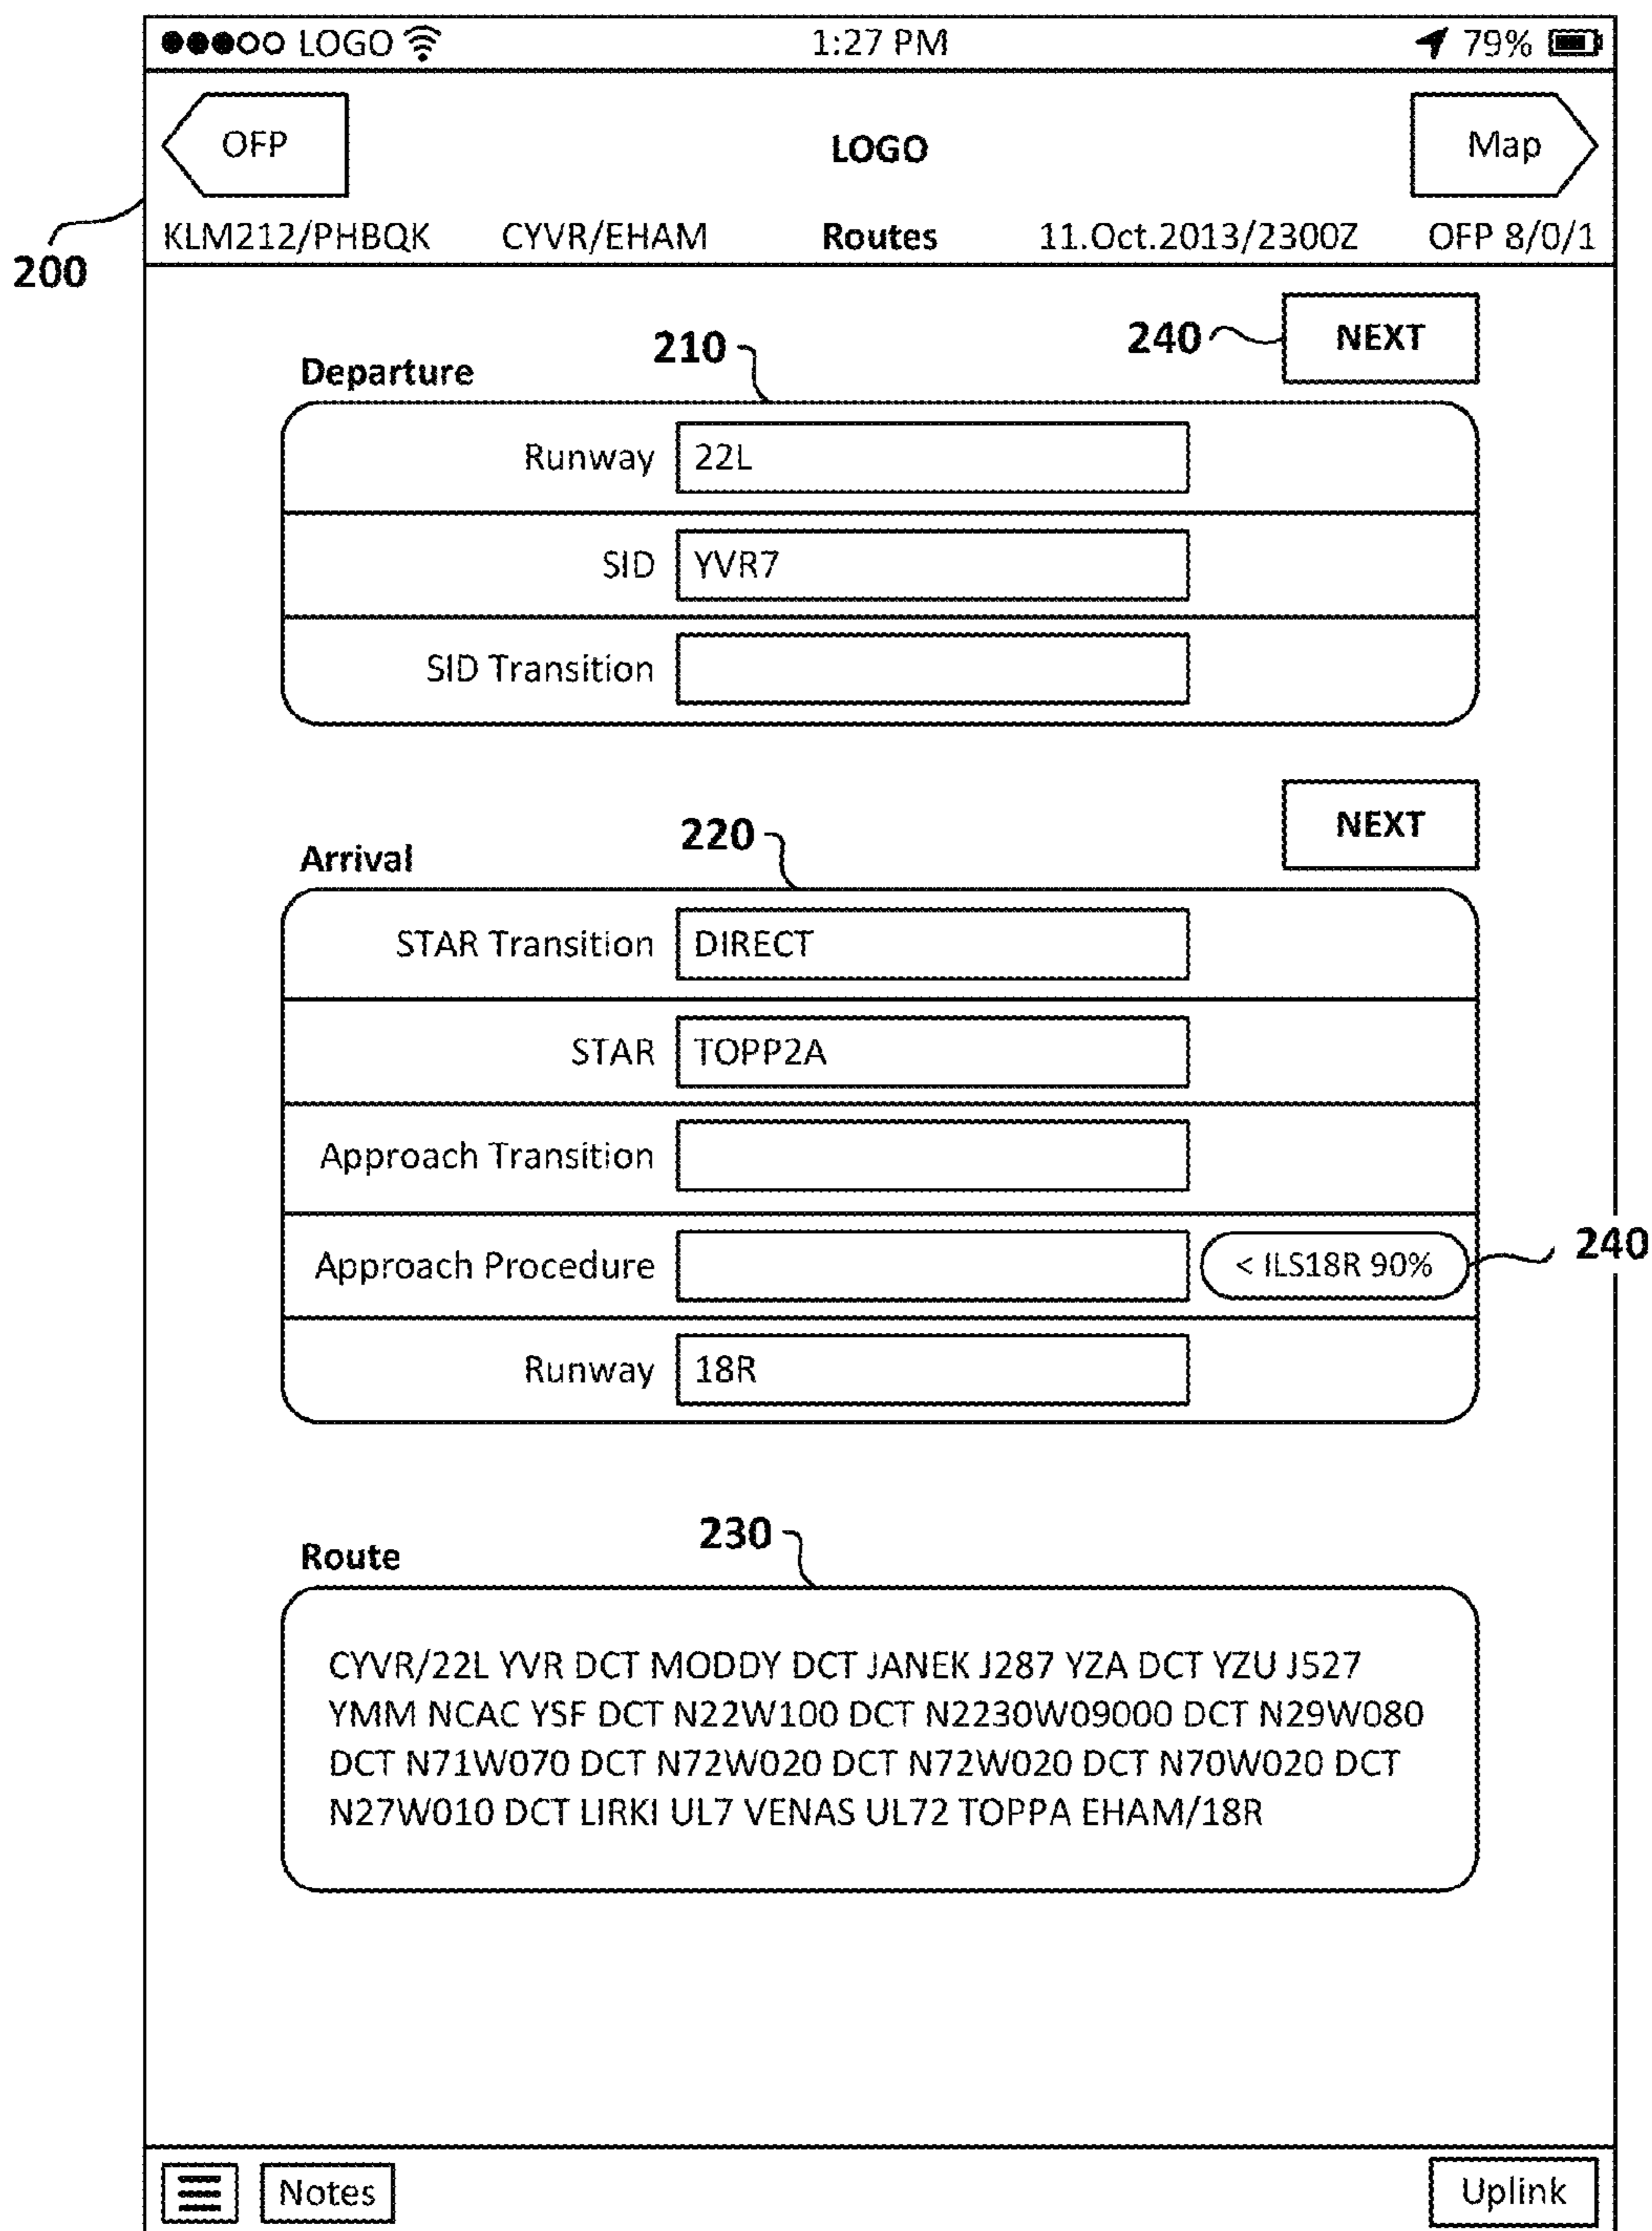 LOGO 1:27 PM 79%
OFP LOGO Map
KLM212/PHBQK CYVR/EHAM Routes 11.Oct.2013/2300Z OFP 8/0/1
200
240 NEXT
Departure 210
Runway 22L
SID YVR7
SID Transition
NEXT
Arrival 220
STAR Transition DIRECT
STAR TOPP2A
Approach Transition
Approach Procedure < ILS18R 90% 240
Runway 18R
Route 230
CYVR/22L YVR DCT MODDY DCT JANEK J287 YZA DCT YZU J527
YMM NCAC YSF DCT N22W100 DCT N2230W09000 DCT N29W080
DCT N71W070 DCT N72W020 DCT N72W020 DCT N70W020 DCT
N27W010 DCT LIRKI UL7 VENAS UL72 TOPPA EHAM/18R
Notes Uplink